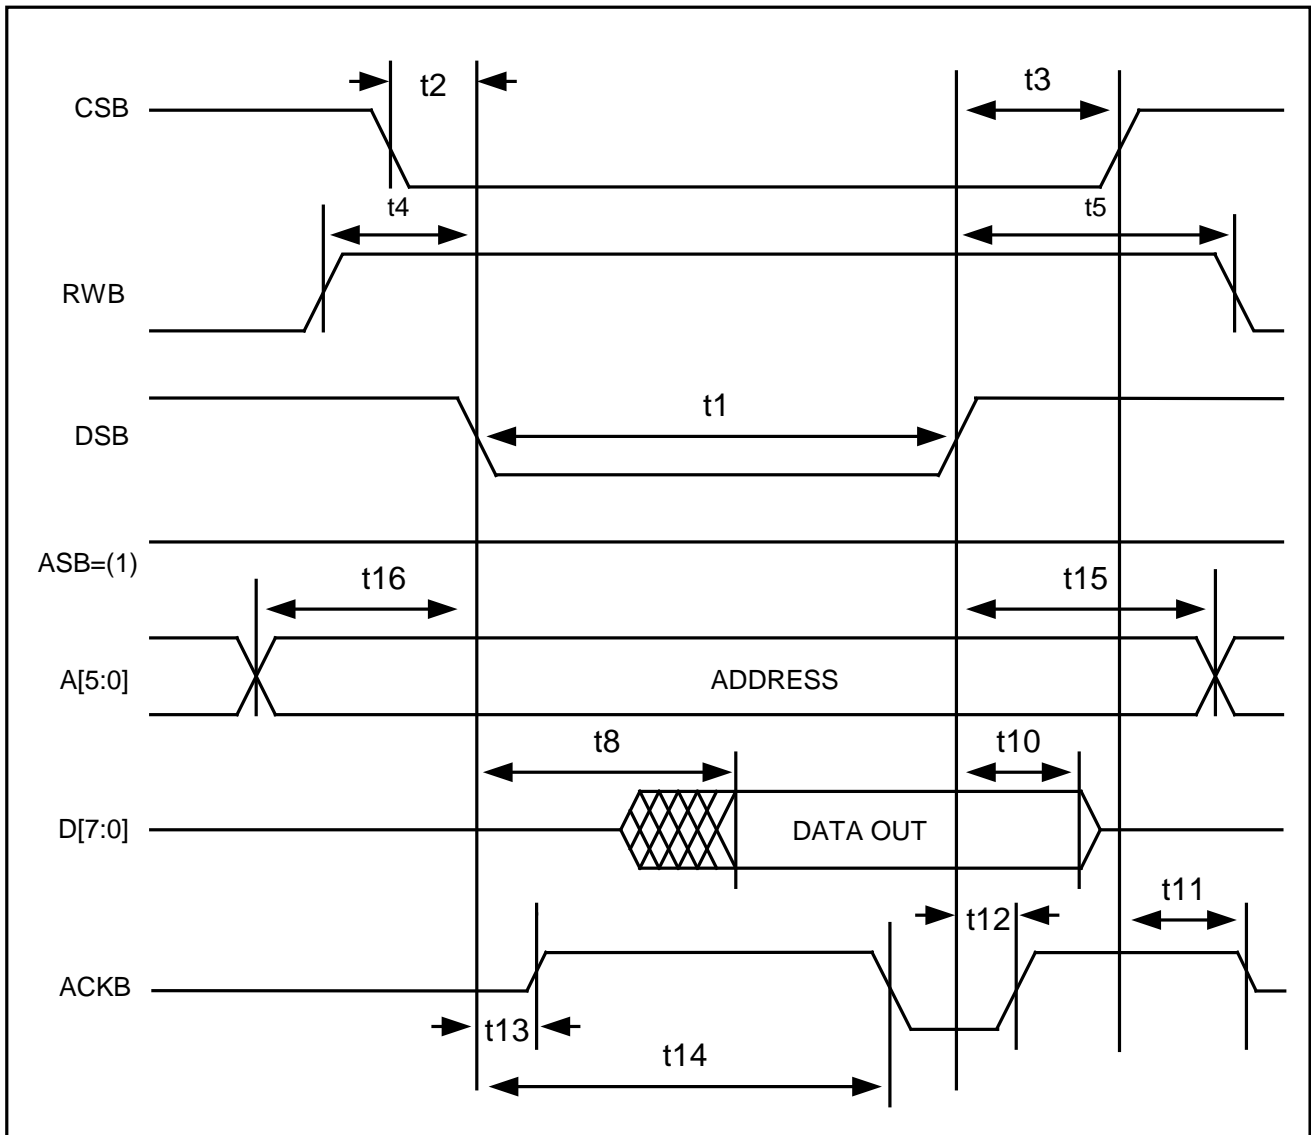 t2
t3
CSB
t4
t5
RWB
t1
DSB
ASB=(1)
t16
t15
A[5:0]
ADDRESS
t8
t10
D[7:0]
DATA OUT
t11
t12
ACKB
t13
t14